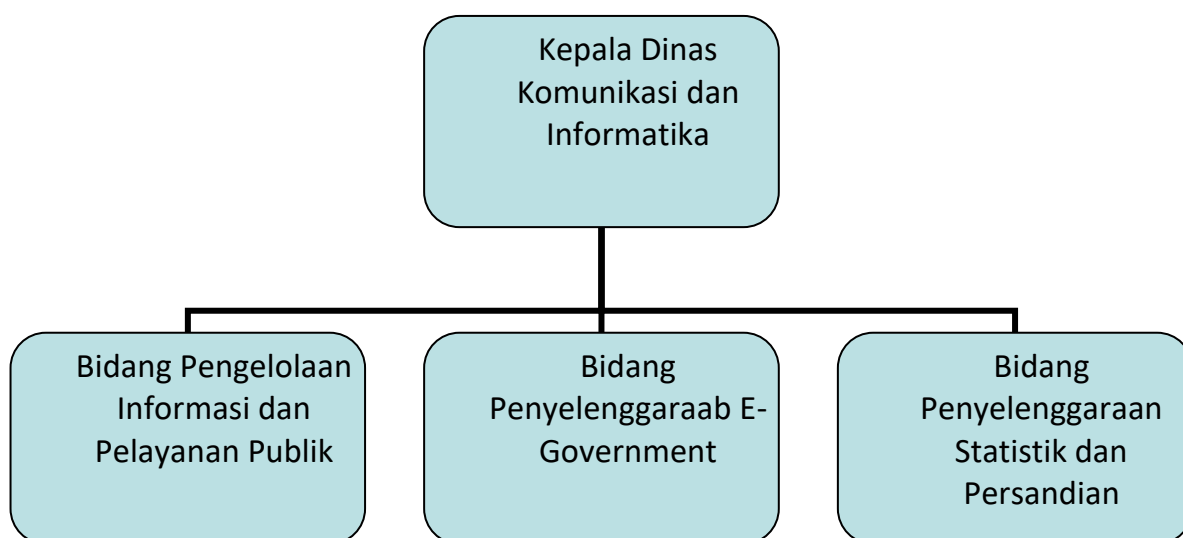 Kepala Dinas
Komunikasi dan
Informatika
Bidang Pengelolaan
Informasi dan
Pelayanan Publik
Bidang
Penyelenggaraab E-
Government
Bidang
Penyelenggaraan
Statistik dan
Persandian